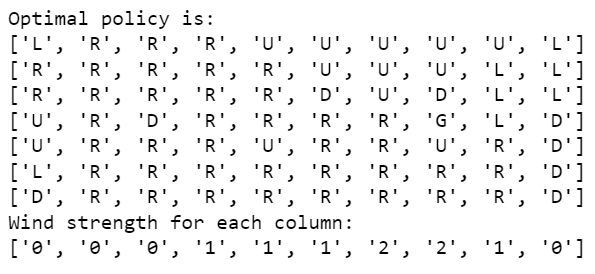 Optimal policy is:
['L', 'R', 'R', 'R', 'U', 'U', 'U', 'U', 'U', 'L']
['R', 'R', 'R', 'R', 'R', 'U', 'U', 'U', 'L', 'L']
['R', 'R', 'R', 'R', 'R', 'D', 'U', 'D', 'L', 'L']
['U', 'R', 'D', 'R', 'R', 'R', 'R', 'G', 'L', 'D']
['U', 'R', 'R', 'R', 'U', 'R', 'R', 'U', 'R', 'D']
['L', 'R', 'R', 'R', 'R', 'R', 'R', 'R', 'R', 'D']
['D', 'R', 'R', 'R', 'R', 'R', 'R', 'R', 'R', 'D']
Wind strength for each column:
['0', '0', '0', '1', '1', '1', '2', '2', '1', '0']